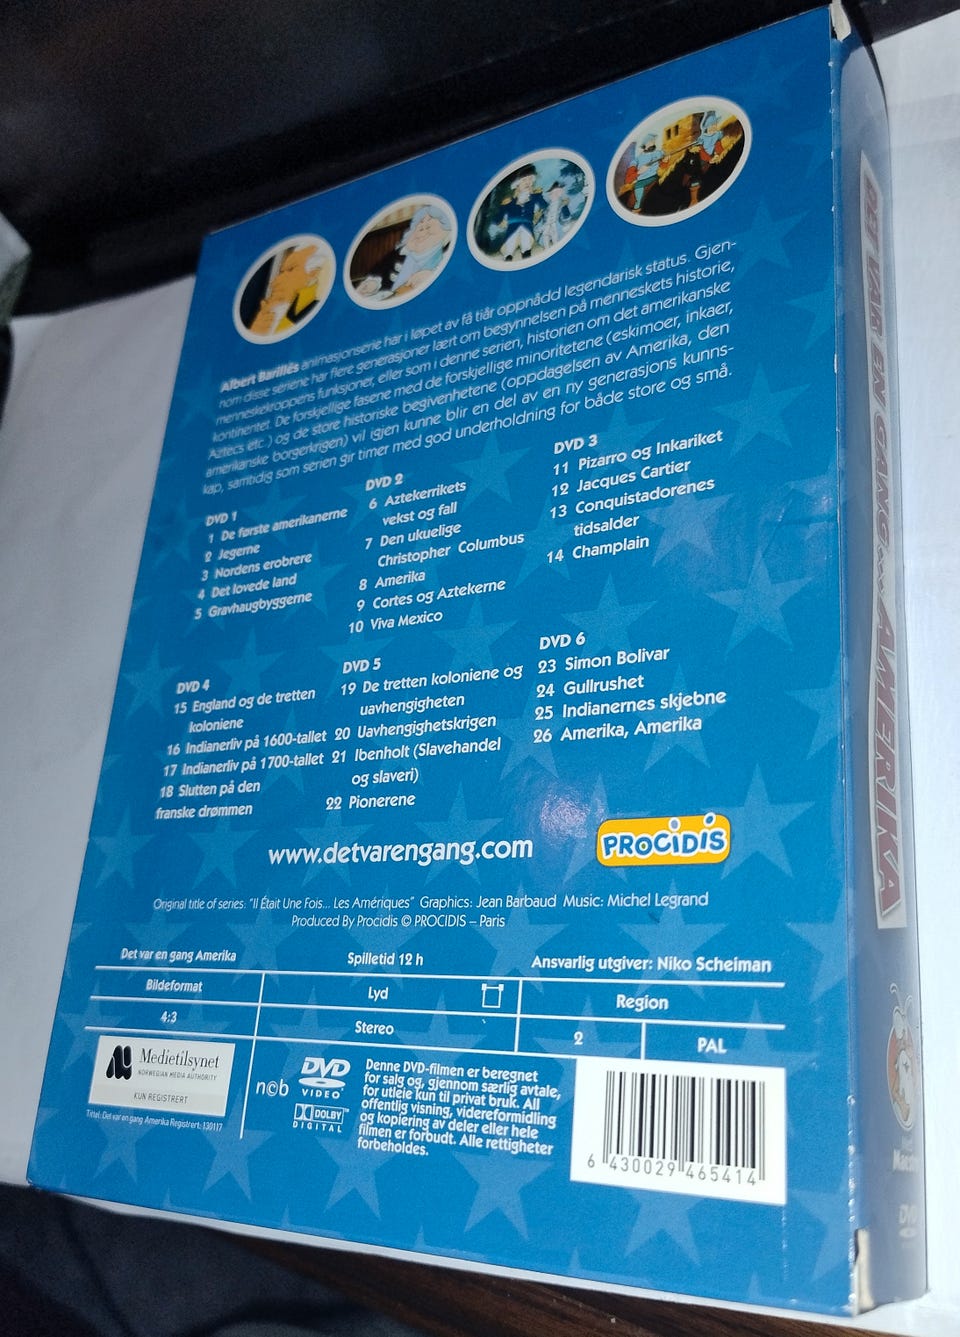 Albert Barillés animasjonserie har i løpet av få tiår oppnådd legendarisk status. Gjen-
nom disse seriene har flere generasjoner lært om begynnelsen på menneskets historie,
menneskekroppens funksjoner, eller som i denne serien, historien om det amerikanske
kontinentet. De forskjellige fasene med de forskjellige minoritetene (eskimoer, inkaer,
Aztecs etc.) og de store historiske begivenhetene (oppdagelsen av Amerika, den
amerikanske borgerkrigen) vil igjen kunne blir en del av en ny generasjons kunns-
kap, samtidig som serien gir timer med god underholdning for både store og små.
DVD 1
1 De første amerikanerne
2 Jegerne
3 Nordens erobrere
4 Det lovede land
5 Gravhaugbyggerne
DVD 2
6 Aztekerrikets
vekst og fall
7 Den ukuelige
Christopher Columbus
8 Amerika
9 Cortes og Aztekerne
10 Viva Mexico
DVD 3
11 Pizarro og Inkariket
12 Jacques Cartier
13 Conquistadorenes
tidsalder
14 Champlain
DVD 4
15 England og de tretten
koloniene
16 Indianerliv på 1600-tallet
17 Indianerliv på 1700-tallet
18 Slutten på den
franske drømmen
DVD 5
19 De tretten koloniene og
uavhengigheten
20 Uavhengighetskrigen
21 Ibenholt (Slavehandel
og slaveri)
22 Pionerene
DVD 6
23 Simon Bolivar
24 Gullrushet
25 Indianernes skjebne
26 Amerika, Amerika
www.detvarengang.com
PROCIDIS
Original title of series: "Il Était Une Fois... Les Amériques" Graphics: Jean Barbaud Music: Michel Legrand
Produced By Procidis © PROCIDIS – Paris
Det var en gang Amerika Spilletid 12 h Ansvarlig utgiver: Niko Scheiman
Bildeformat Lyd Region
4:3 Stereo 2 PAL
Medietilsynet
NORWEGIAN MEDIA AUTHORITY
KUN REGISTRERT
Tittel: Det var en gang Amerika Registrert: 130117
n©b
DVD
VIDEO
DOLBY
DIGITAL
Denne DVD-filmen er beregnet
for salg og, gjennom særlig avtale,
for utleie kun til privat bruk. All
offentlig visning, videreformidling
og kopiering av deler eller hele
filmen er forbudt. Alle rettigheter
forbeholdes.
6 430029 465414
DET VAR EN GANG... AMERIKA
DVD